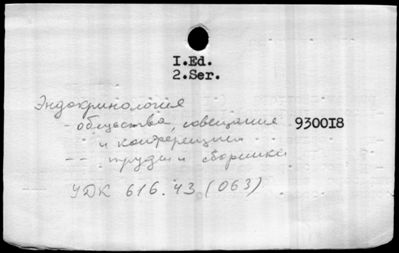 I.Ed.
2.Ser.
Эндокринология
- общества, совещания 930018
и конференции
-- труды и сборники
УДК 616.43 (063)